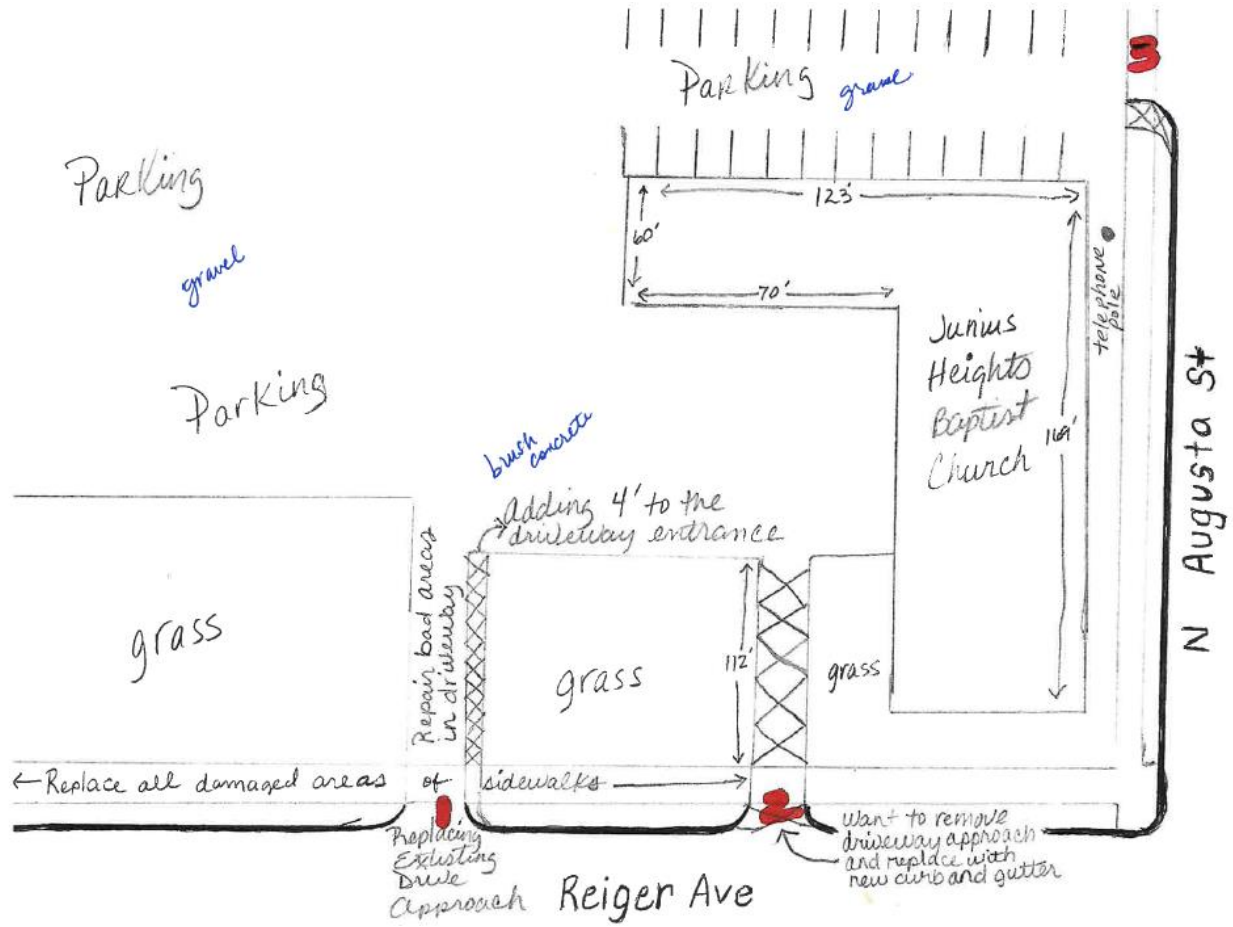 3
Parking gravel
Parking
gravel
Parking
123'
60'
70'
telephone
pole
Junius
Heights
Baptist
Church
169'
N Augusta St
brush
concrete
Adding 4' to the
driveway entrance
Repair bad areas
in driveway
grass
grass
112'
grass
←Replace all damaged areas of sidewalks
1
2
Replacing
Existing
Drive
Approach
want to remove
driveway approach
and replace with
new curb and gutter
Reiger Ave